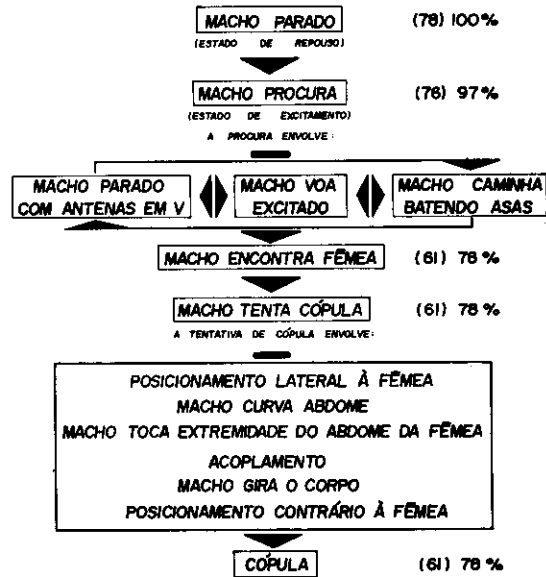 MACHO PARADO (78) 100%
(ESTADO DE REPOUSO)
MACHO PROCURA (76) 97%
(ESTADO DE EXCITAMENTO)
A PROCURA ENVOLVE:
MACHO PARADO COM ANTENAS EM V
MACHO VOA EXCITADO
MACHO CAMINHA BATENDO ASAS
MACHO ENCONTRA FÊMEA (61) 78%
MACHO TENTA CÓPULA (61) 78%
A TENTATIVA DE CÓPULA ENVOLVE:
POSICIONAMENTO LATERAL À FÊMEA
MACHO CURVA ABDOME
MACHO TOCA EXTREMIDADE DO ABDOME DA FÊMEA
ACOPLAMENTO
MACHO GIRA O CORPO
POSICIONAMENTO CONTRÁRIO À FÊMEA
CÓPULA (61) 78%